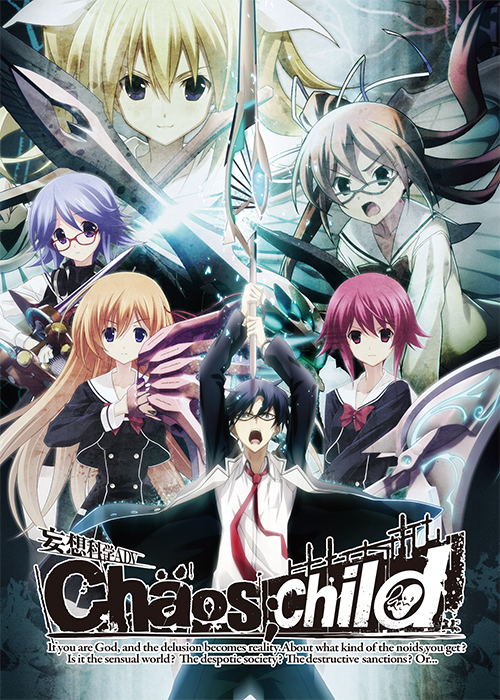 妄想科学ADV
Chäos;Child
If you are God, and the delusion becomes reality. About what kind of the noids you get?
Is it the sensual world? The despotic society? The destructive sanctions? Or...